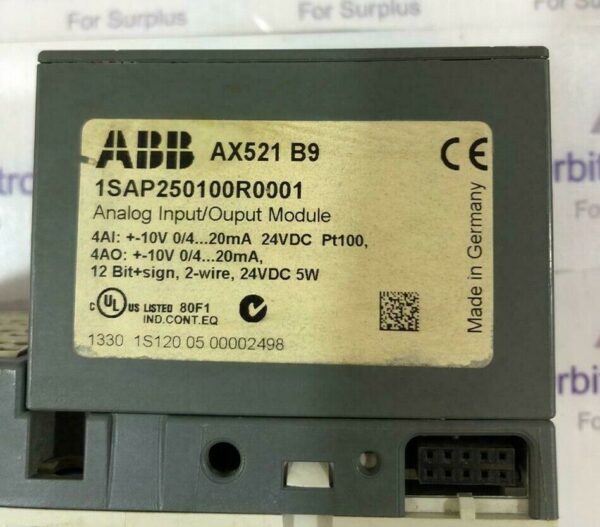 For Surplus
For Surplus
ABB AX521 B9
CE
1SAP250100R0001
Analog Input/Ouput Module
4AI: +-10V 0/4...20mA 24VDC Pt100,
4AO: +-10V 0/4...20mA,
12 Bit+sign, 2-wire, 24VDC 5W
Made in Germany
c UL US LISTED 80F1
IND.CONT.EQ
1330 1S120 05 00002498